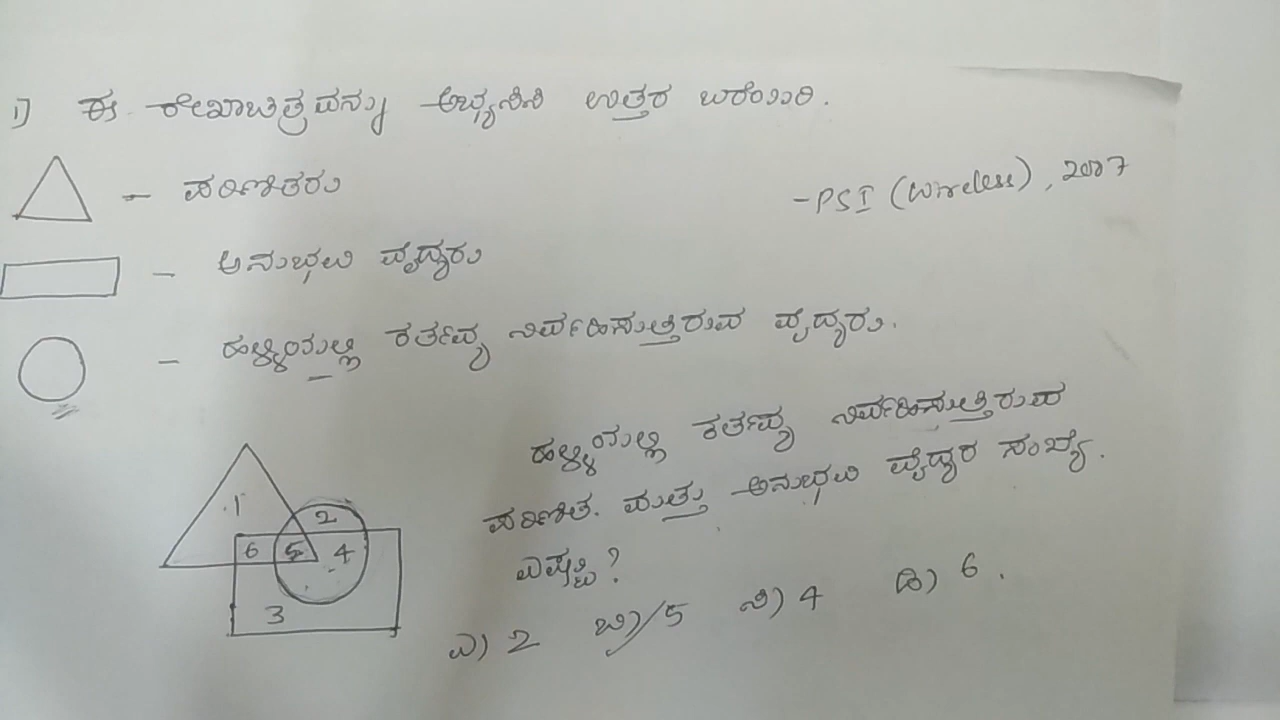 1) ಈ ರೇಖಾಚಿತ್ರವನ್ನು ಅಭ್ಯಸಿಸಿ ಉತ್ತರ ಬರೆಯಿರಿ.
- ಪರಿಣಿತರು
- PSI (Wireless), 2007
- ಅನುಭವಿ ವೈದ್ಯರು
- ಹಳ್ಳಿಯಲ್ಲಿ ಕರ್ತವ್ಯ ನಿರ್ವಹಿಸುತ್ತಿರುವ ವೈದ್ಯರು.
ಹಳ್ಳಿಯಲ್ಲಿ ಕರ್ತವ್ಯ ನಿರ್ವಹಿಸುತ್ತಿರುವ
ಪರಿಣಿತ. ಮತ್ತು ಅನುಭವಿ ವೈದ್ಯರ ಸಂಖ್ಯೆ.
ಎಷ್ಟು?
1
2
6 5 4
3
ಎ) 2 ಬಿ) 5 ಸಿ) 4 ಡಿ) 6.